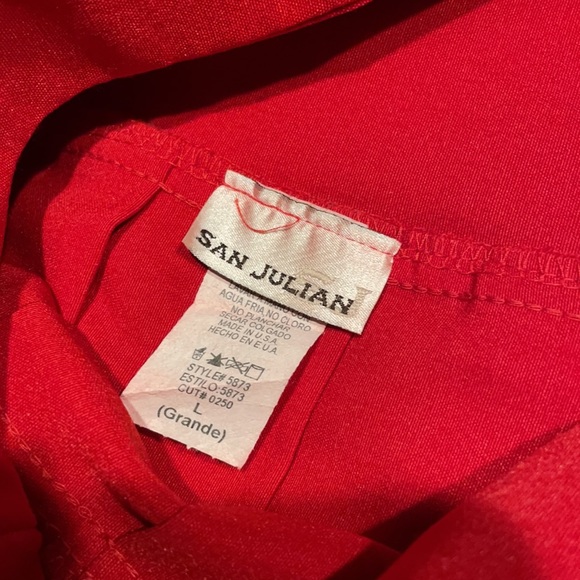 SAN JULIAN
AGUA FRIA NO CLORO
NO PLANCHAR
SECAR COLGADO
MADE IN U.S.A.
HECHO EN E.U.A
STYLE# 5873
ESTILO-5873
CUT# 0250
L
(Grande)